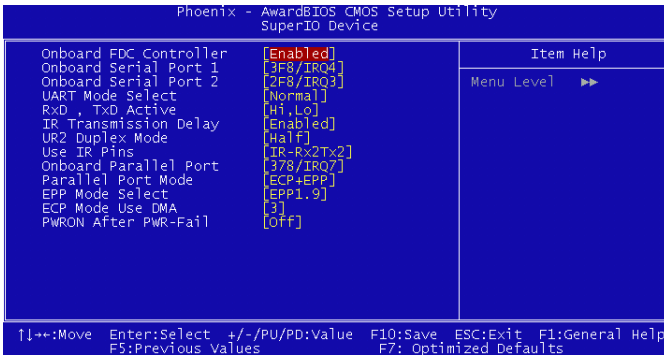 Phoenix - AwardBIOS CMOS Setup Utility
SuperIO Device
Onboard FDC Controller [Enabled]
Onboard Serial Port 1 [3F8/IRQ4]
Onboard Serial Port 2 [2F8/IRQ3]
UART Mode Select [Normal]
RxD , TxD Active [Hi,Lo]
IR Transmission Delay [Enabled]
UR2 Duplex Mode [Half]
Use IR Pins [IR-Rx2Tx2]
Onboard Parallel Port [378/IRQ7]
Parallel Port Mode [ECP+EPP]
EPP Mode Select [EPP1.9]
ECP Mode Use DMA [3]
PWRON After PWR-Fail [Off]
Item Help
Menu Level ▶▶
↑↓→←:Move Enter:Select +/-/PU/PD:Value F10:Save ESC:Exit F1:General Help
F5:Previous Values F7: Optimized Defaults